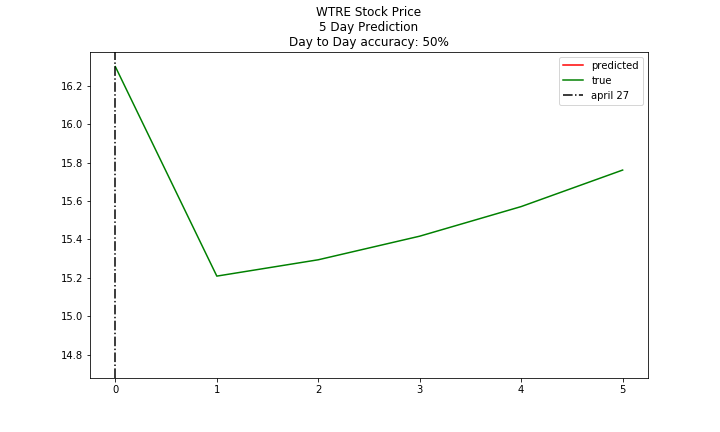 WTRE Stock Price
5 Day Prediction
Day to Day accuracy: 50%
predicted
true
april 27
16.2
16.0
15.8
15.6
15.4
15.2
15.0
14.8
0 1 2 3 4 5